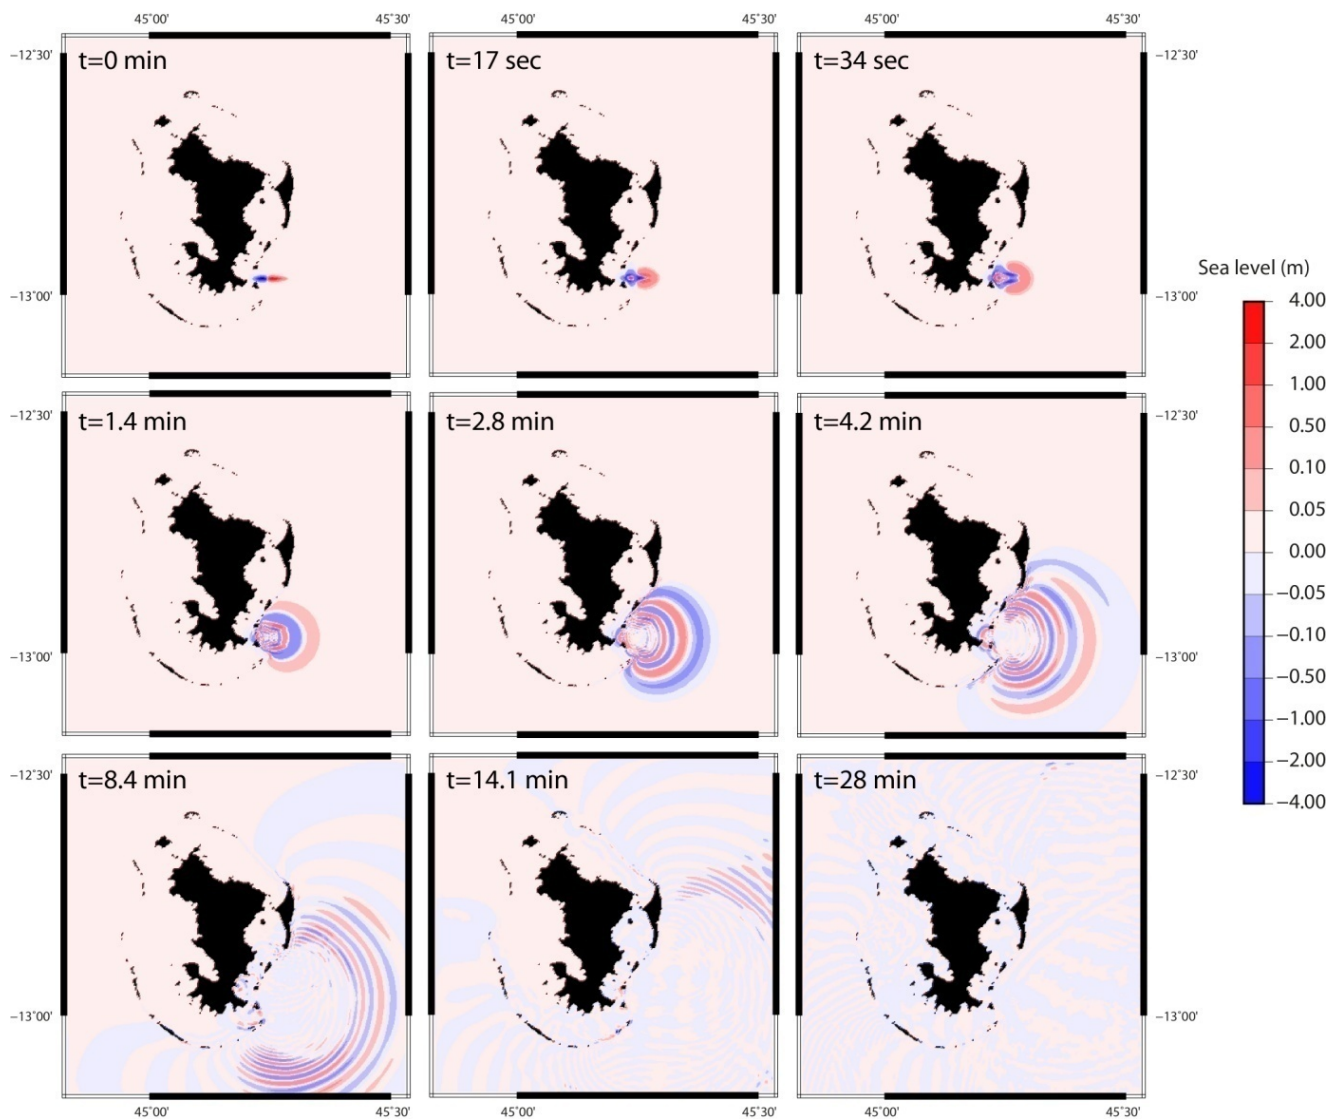 45°00' 45°30' 45°00' 45°30' 45°00' 45°30'
−12°30' t=0 min t=17 sec t=34 sec −12°30'
−13°00' −13°00'
−12°30' t=1.4 min t=2.8 min t=4.2 min −12°30'
−13°00' −13°00'
−12°30' t=8.4 min t=14.1 min t=28 min −12°30'
−13°00' −13°00'
45°00' 45°30' 45°00' 45°30' 45°00' 45°30'
Sea level (m)
4.00
2.00
1.00
0.50
0.10
0.05
0.00
−0.05
−0.10
−0.50
−1.00
−2.00
−4.00